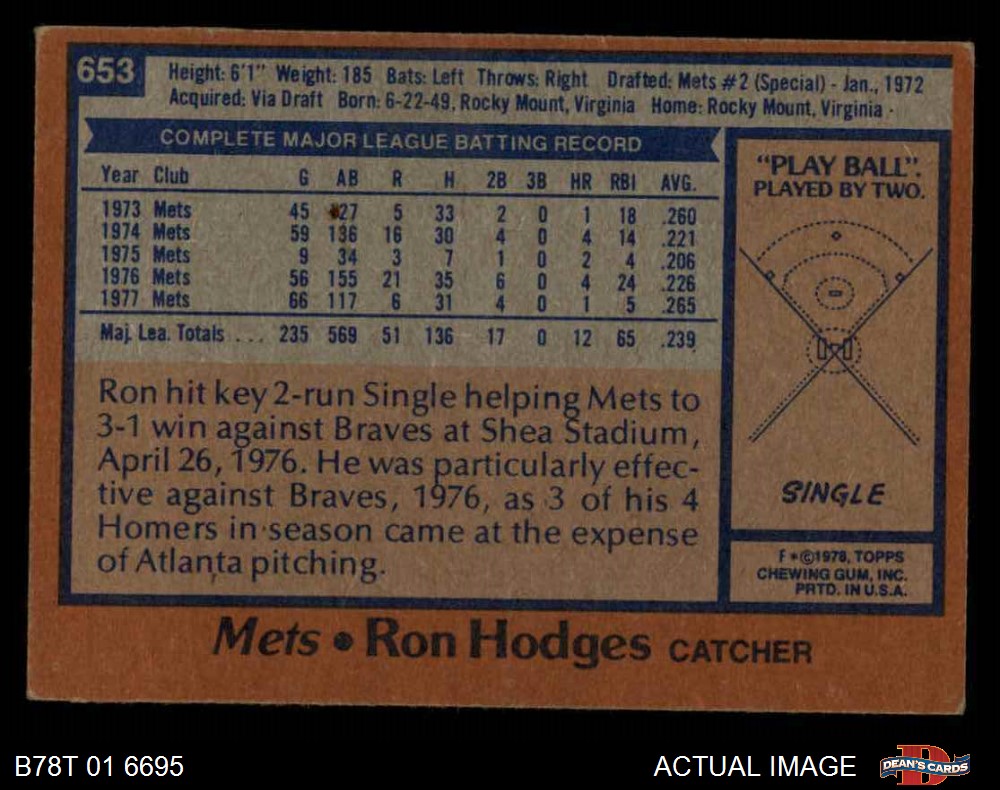 653
Height: 6'1" Weight: 185 Bats: Left Throws: Right Drafted: Mets #2 (Special) - Jan., 1972
Acquired: Via Draft Born: 6-22-49, Rocky Mount, Virginia Home: Rocky Mount, Virginia
COMPLETE MAJOR LEAGUE BATTING RECORD
Year Club G AB R H 2B 3B HR RBI AVG.
1973 Mets 45 27 5 33 2 0 1 18 .260
1974 Mets 59 136 16 30 4 0 4 14 .221
1975 Mets 9 34 3 7 1 0 2 4 .206
1976 Mets 56 155 21 35 6 0 4 24 .226
1977 Mets 66 117 6 31 4 0 1 5 .265
Maj. Lea. Totals ... 235 569 51 136 17 0 12 65 .239
Ron hit key 2-run Single helping Mets to
3-1 win against Braves at Shea Stadium,
April 26, 1976. He was particularly effec-
tive against Braves, 1976, as 3 of his 4
Homers in season came at the expense
of Atlanta pitching.
"PLAY BALL".
PLAYED BY TWO.
SINGLE
F * © 1978, TOPPS
CHEWING GUM, INC.
PRTD. IN U.S.A.
Mets • Ron Hodges CATCHER
B78T 01 6695
ACTUAL IMAGE
DEAN'S CARDS